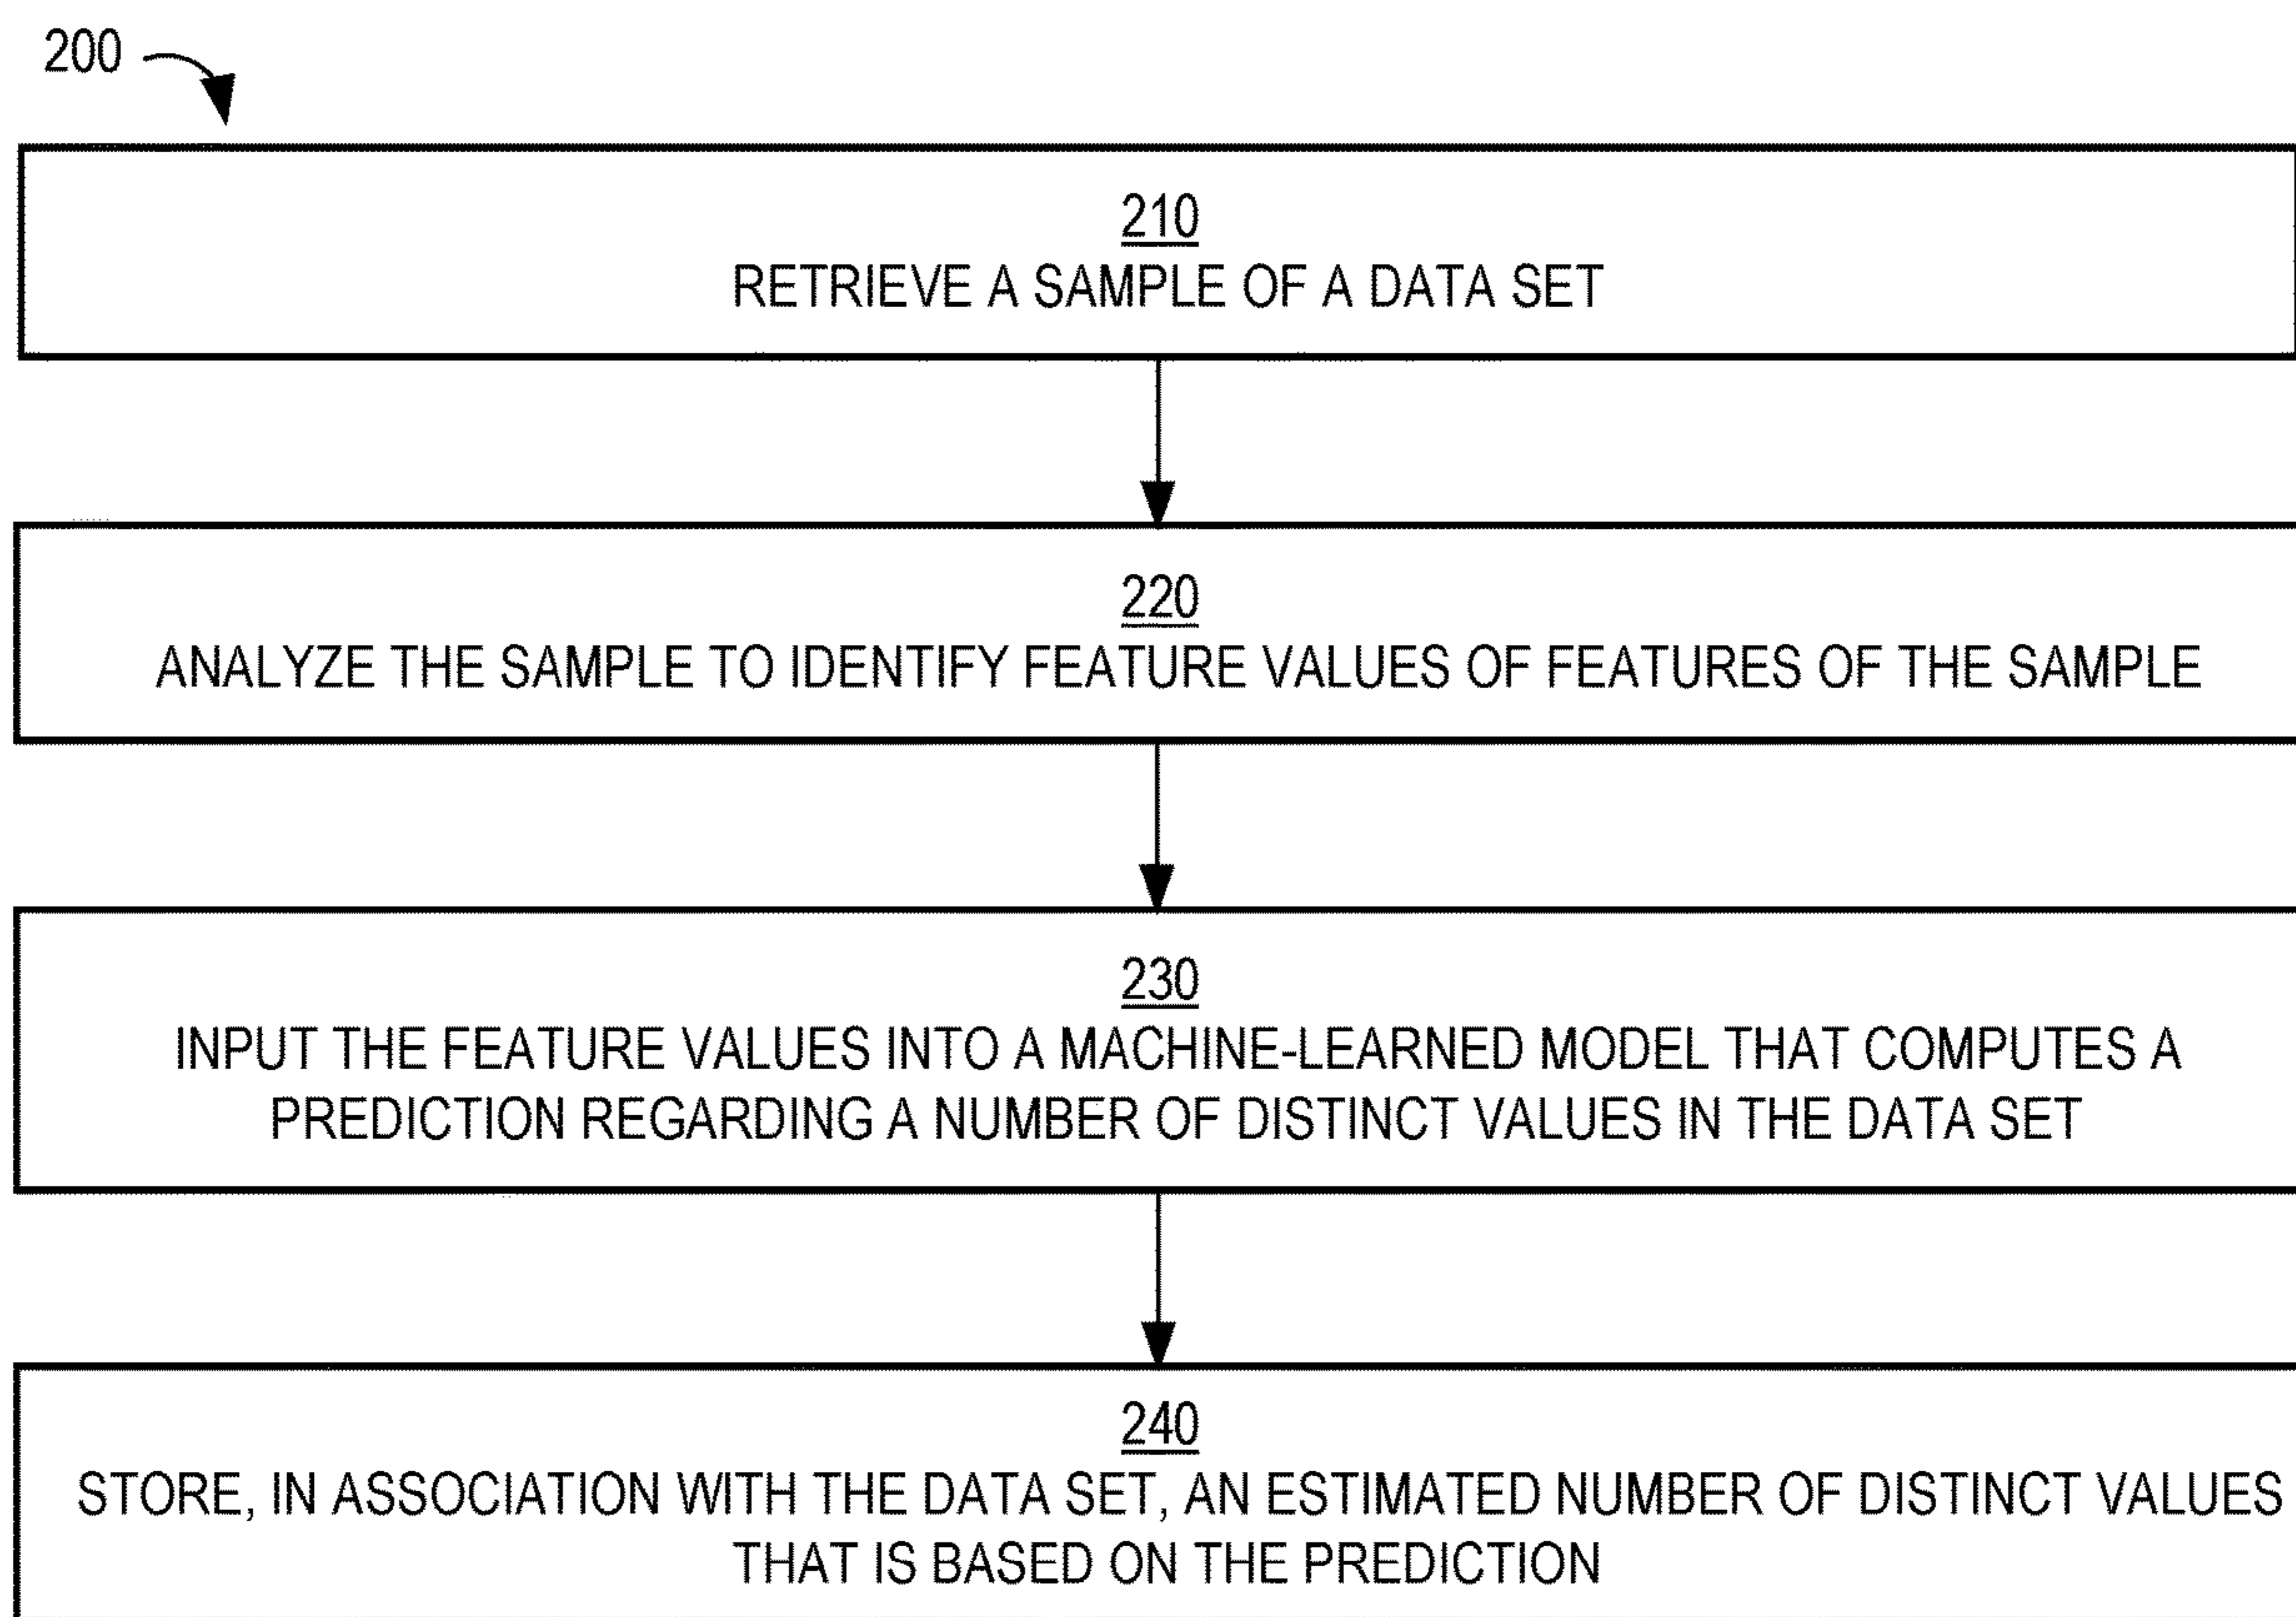 200
210
RETRIEVE A SAMPLE OF A DATA SET
220
ANALYZE THE SAMPLE TO IDENTIFY FEATURE VALUES OF FEATURES OF THE SAMPLE
230
INPUT THE FEATURE VALUES INTO A MACHINE-LEARNED MODEL THAT COMPUTES A
PREDICTION REGARDING A NUMBER OF DISTINCT VALUES IN THE DATA SET
240
STORE, IN ASSOCIATION WITH THE DATA SET, AN ESTIMATED NUMBER OF DISTINCT VALUES
THAT IS BASED ON THE PREDICTION